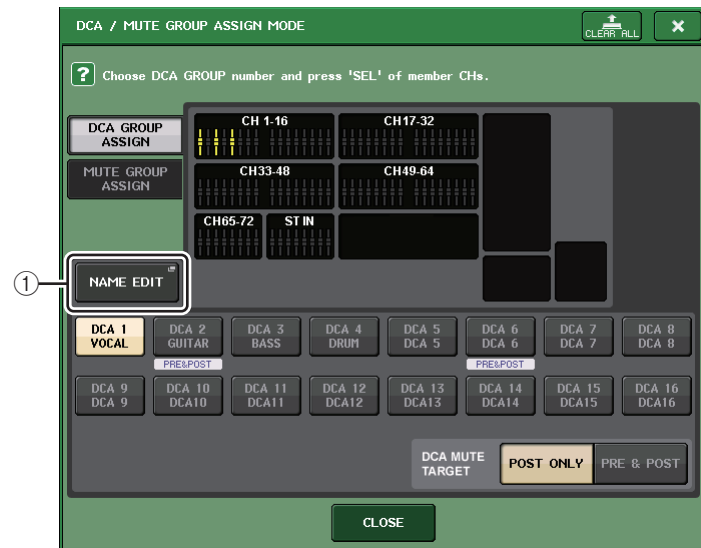 DCA / MUTE GROUP ASSIGN MODE
CLEAR ALL
×
? Choose DCA GROUP number and press 'SEL' of member CHs.
DCA GROUP
ASSIGN
MUTE GROUP
ASSIGN
CH 1-16
CH17-32
CH33-48
CH49-64
CH65-72
ST IN
1
NAME EDIT
DCA 1
VOCAL
DCA 2
GUITAR
PRE&POST
DCA 3
BASS
DCA 4
DRUM
DCA 5
DCA 5
DCA 6
DCA 6
PRE&POST
DCA 7
DCA 7
DCA 8
DCA 8
DCA 9
DCA 9
DCA 10
DCA10
DCA 11
DCA11
DCA 12
DCA12
DCA 13
DCA13
DCA 14
DCA14
DCA 15
DCA15
DCA 16
DCA16
DCA MUTE
TARGET
POST ONLY
PRE & POST
CLOSE